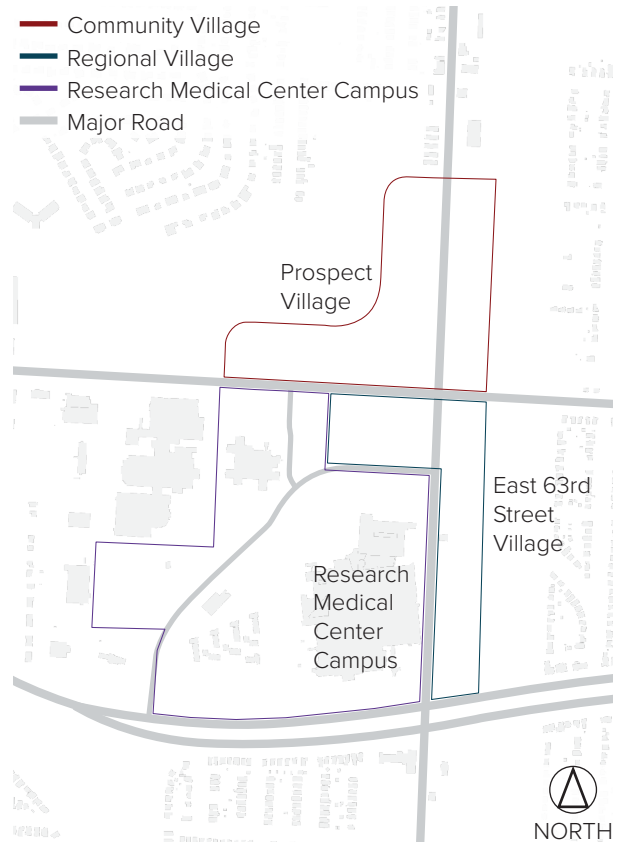 Community Village
Regional Village
Research Medical Center Campus
Major Road
Prospect
Village
East 63rd
Street
Village
Research
Medical
Center
Campus
NORTH